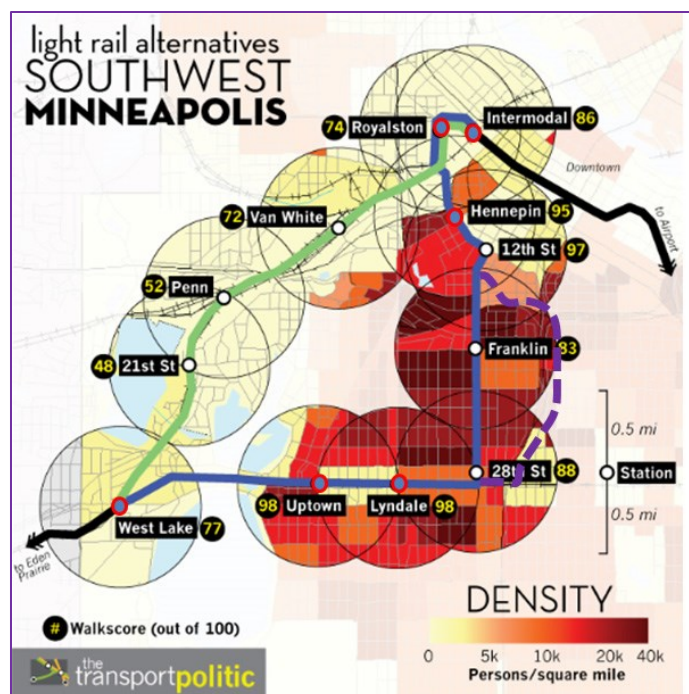 light rail alternatives
SOUTHWEST
MINNEAPOLIS
74 Royalston
Intermodal 86
Downtown
to Airport
72 Van White
Hennepin 95
12th St 97
52 Penn
Franklin 83
48 21st St
0.5 mi
28th St 88
Station
98 Uptown
Lyndale 98
West Lake 77
0.5 mi
to Eden
Prairie
# Walkscore (out of 100)
DENSITY
0 5k 10k 20k 40k
Persons/square mile
the
transportpolitic